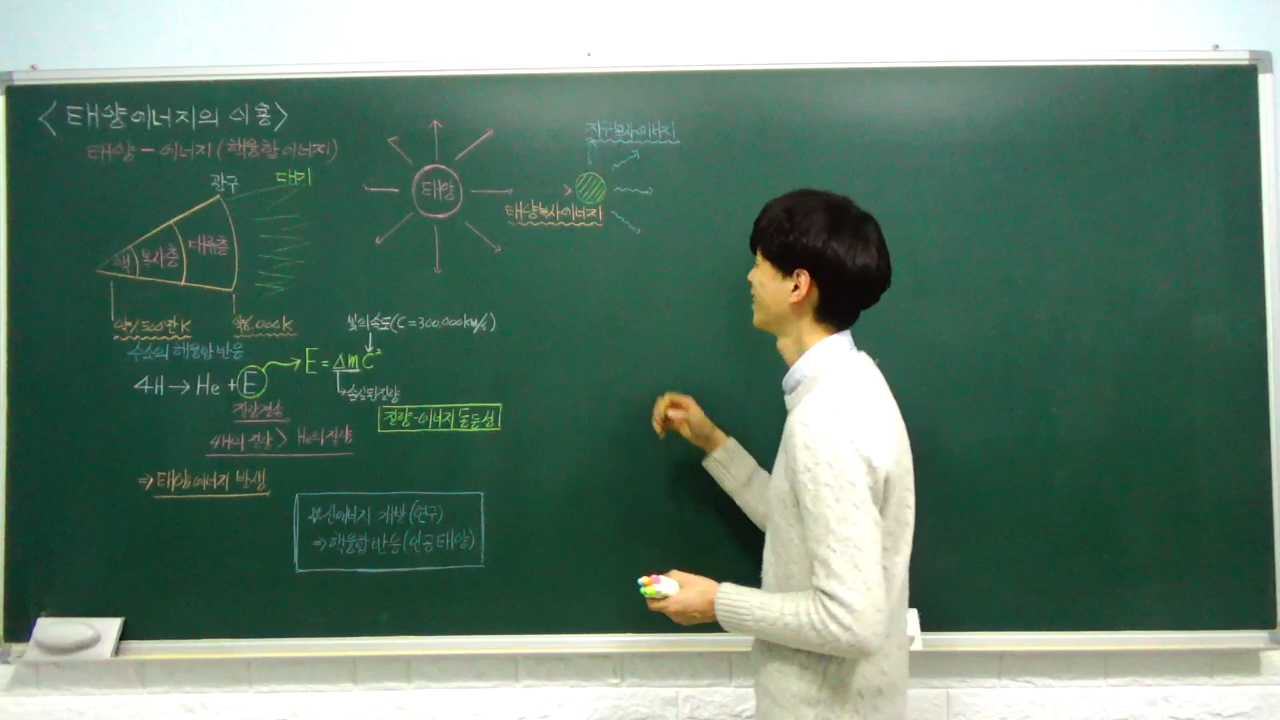 <태양에너지의 이용>
태양-에너지(핵융합에너지)
광구 대기
핵 복사층 대류층
약1500만K 약6,000K
수소의 핵융합 반응
4H → He + E
E = Δmc²
빛의속도(C=300,000km/s)
손실된질량
질량결손
질량-에너지 동등성
4H의 질량 > He의 질량
⇒ 태양에너지 발생
신에너지 개발(연구)
⇒ 핵융합 반응(인공태양)
태양
태양복사에너지
지구복사에너지